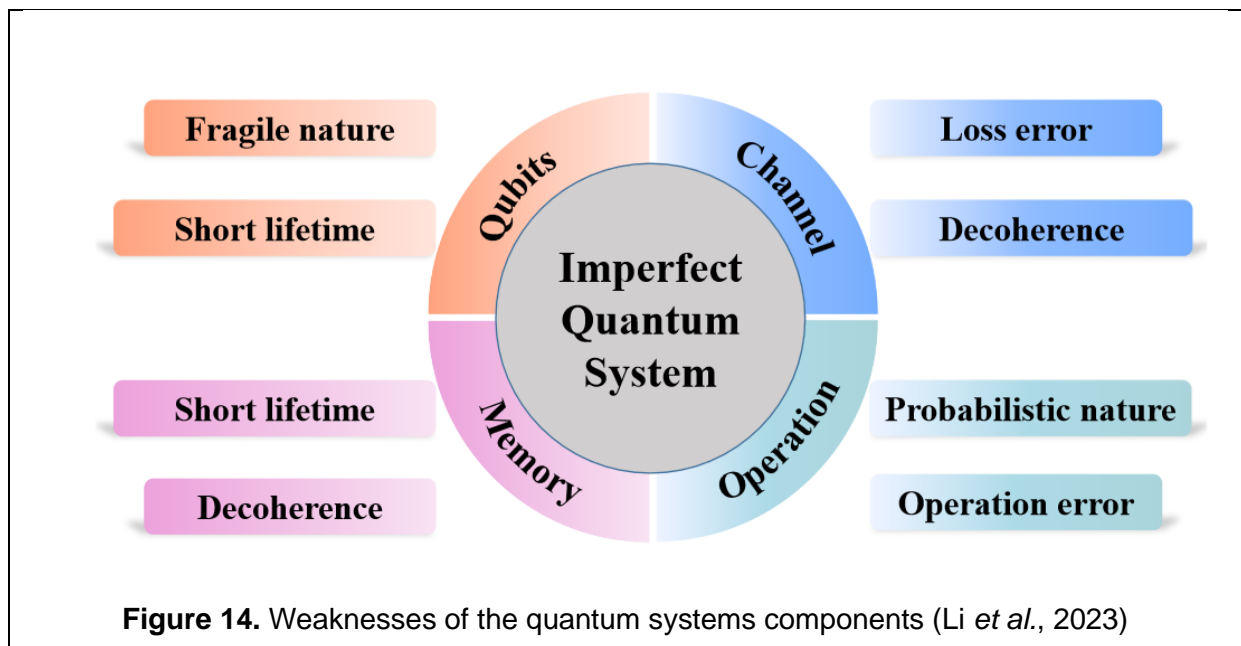 Fragile nature
Short lifetime
Qubits
Channel
Loss error
Decoherence
Imperfect
Quantum
System
Short lifetime
Decoherence
Memory
Operation
Probabilistic nature
Operation error
Figure 14. Weaknesses of the quantum systems components (Li et al., 2023)